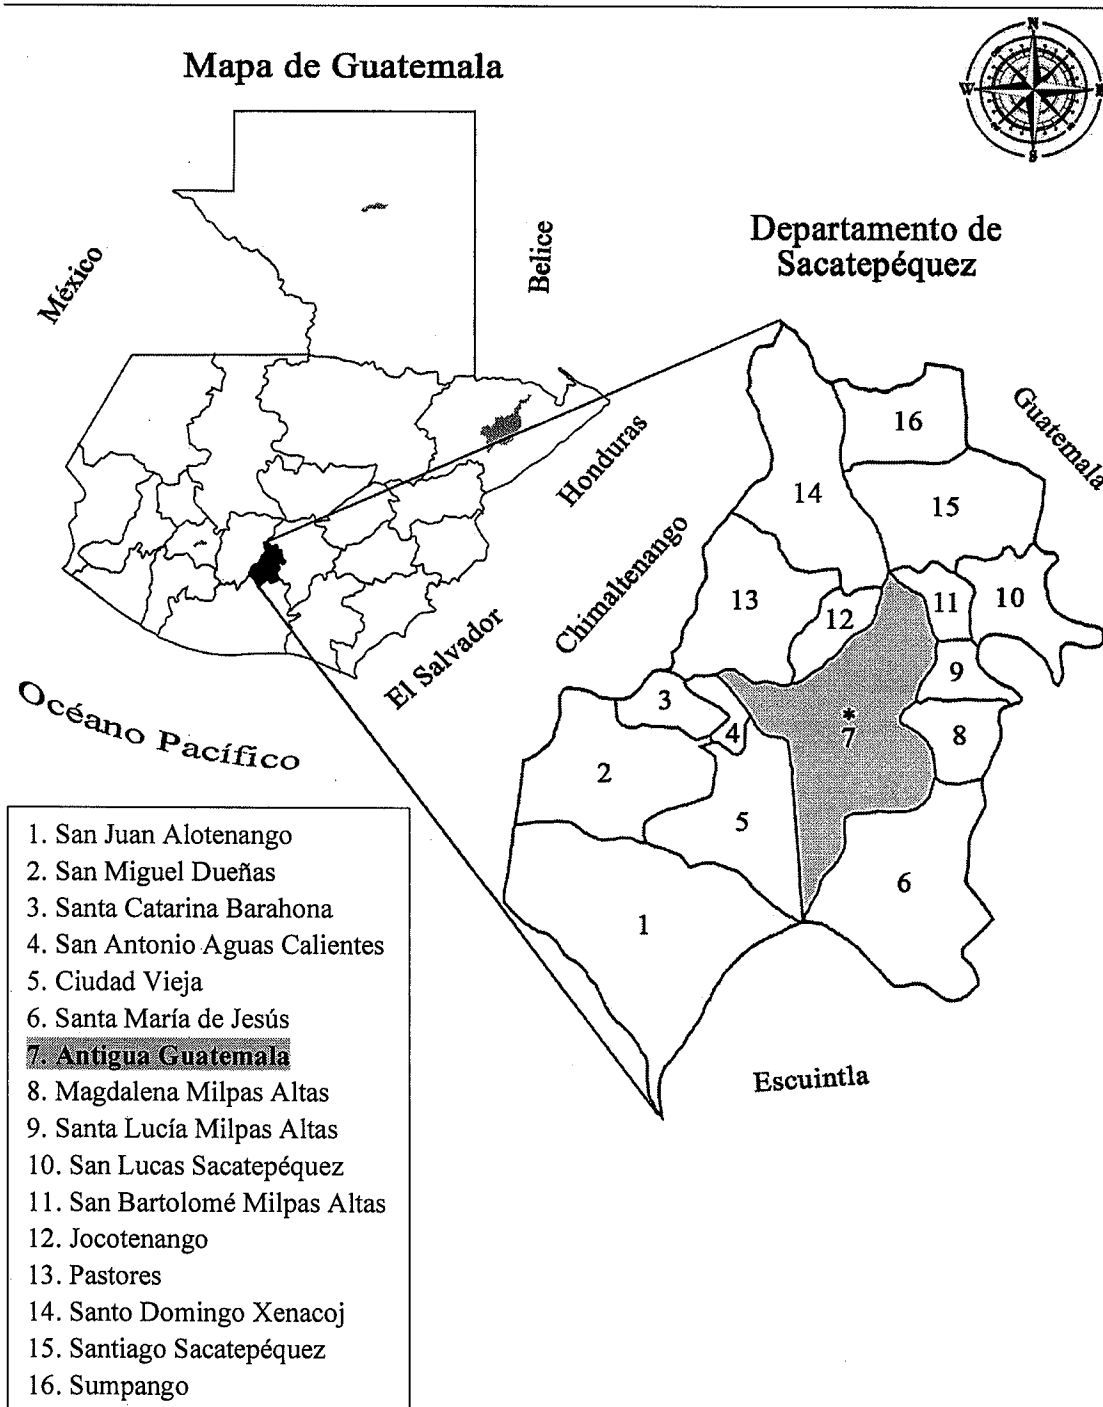 Mapa de Guatemala
N
W
E
S
México
Belice
Departamento de
Sacatepéquez
Honduras
El Salvador
Océano Pacífico
Guatemala
Chimaltenango
Escuintla
16
14
15
13
12
11
10
9
3
4
*
7
8
2
5
6
1
1. San Juan Alotenango
2. San Miguel Dueñas
3. Santa Catarina Barahona
4. San Antonio Aguas Calientes
5. Ciudad Vieja
6. Santa María de Jesús
7. Antigua Guatemala
8. Magdalena Milpas Altas
9. Santa Lucía Milpas Altas
10. San Lucas Sacatepéquez
11. San Bartolomé Milpas Altas
12. Jocotenango
13. Pastores
14. Santo Domingo Xenacoj
15. Santiago Sacatepéquez
16. Sumpango